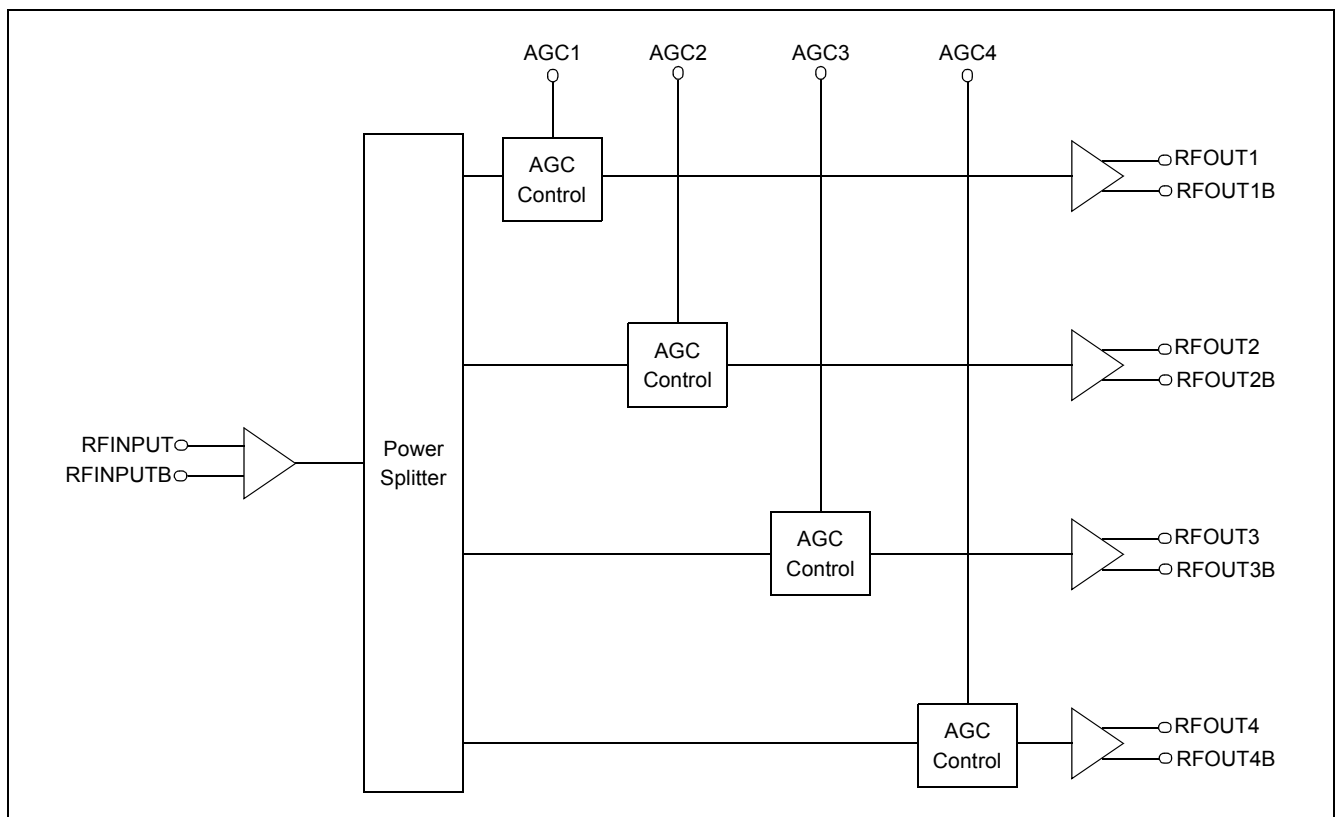 AGC1
AGC2
AGC3
AGC4
AGC
Control
RFOUT1
RFOUT1B
AGC
Control
RFOUT2
RFOUT2B
RFINPUT
RFINPUTB
Power
Splitter
AGC
Control
RFOUT3
RFOUT3B
AGC
Control
RFOUT4
RFOUT4B